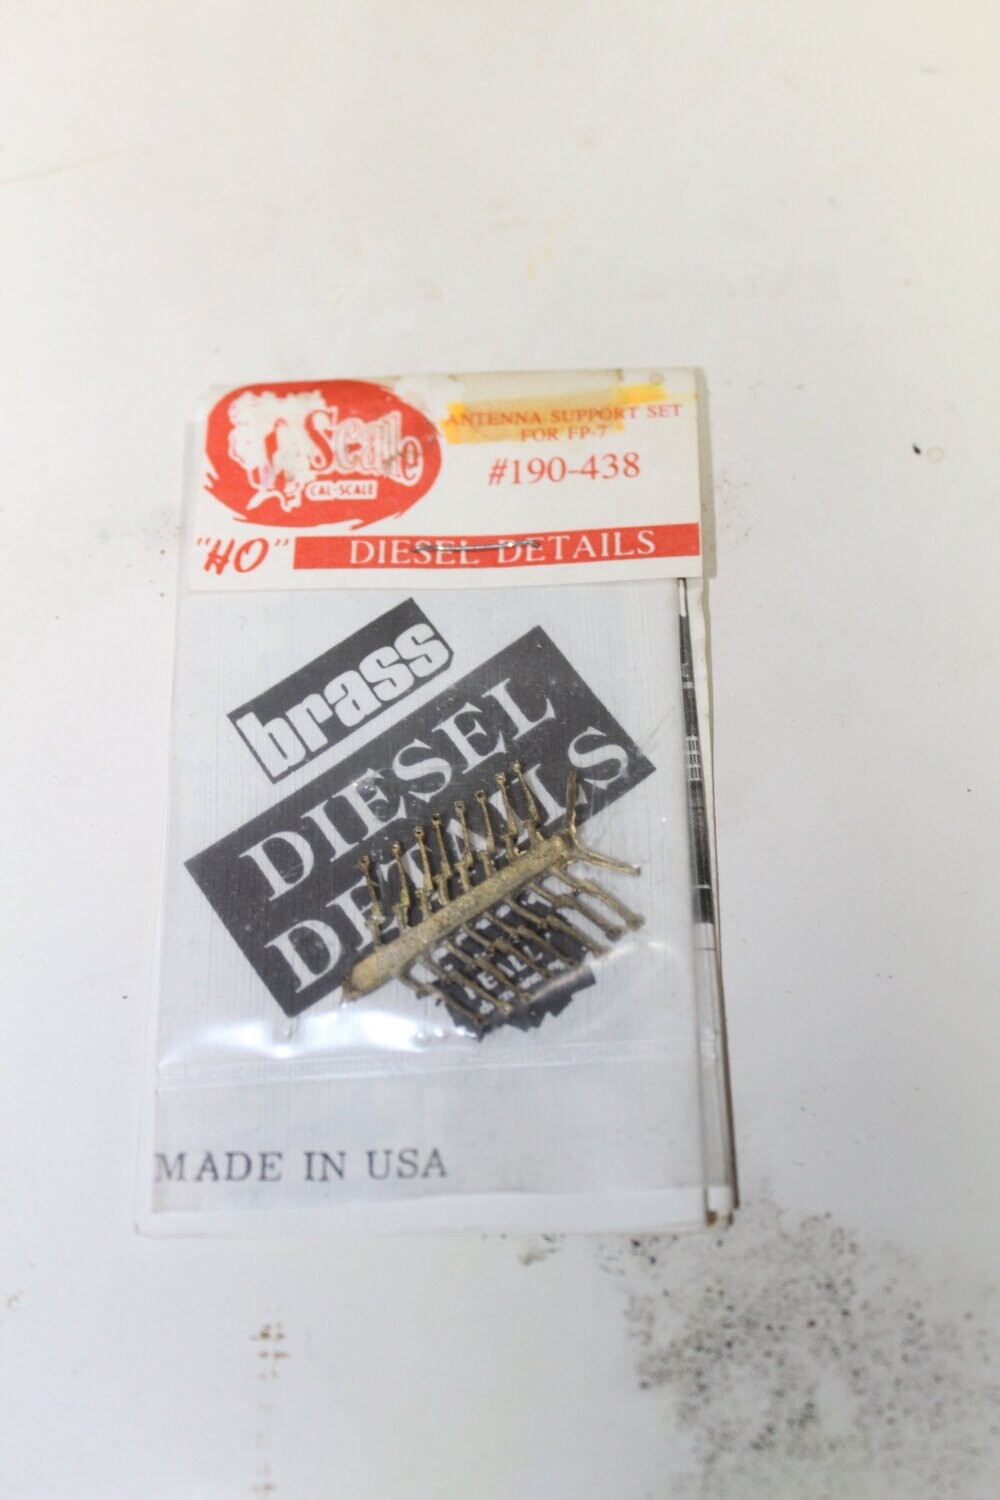 Scale
CAL-SCALE
ANTENNA SUPPORT SET
FOR FP-7
#190-438
"HO"
DIESEL DETAILS
brass
DIESEL
DETAILS
MADE IN USA